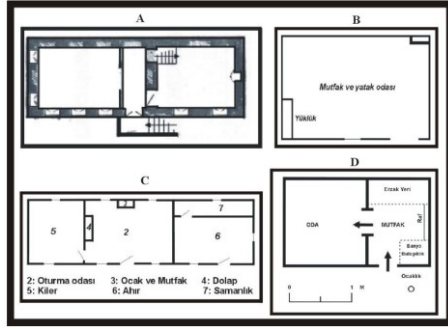 A
B
Mutfak ve yatak odası
Yüklük
C
3
7
5
4
2
6
2: Oturma odası 3: Ocak ve Mutfak 4: Dolap
5: Kiler 6: Ahır 7: Samanlık
D
Erzak Yeri
ODA
MUTFAK
Raf
Ocaklık
0 1 M